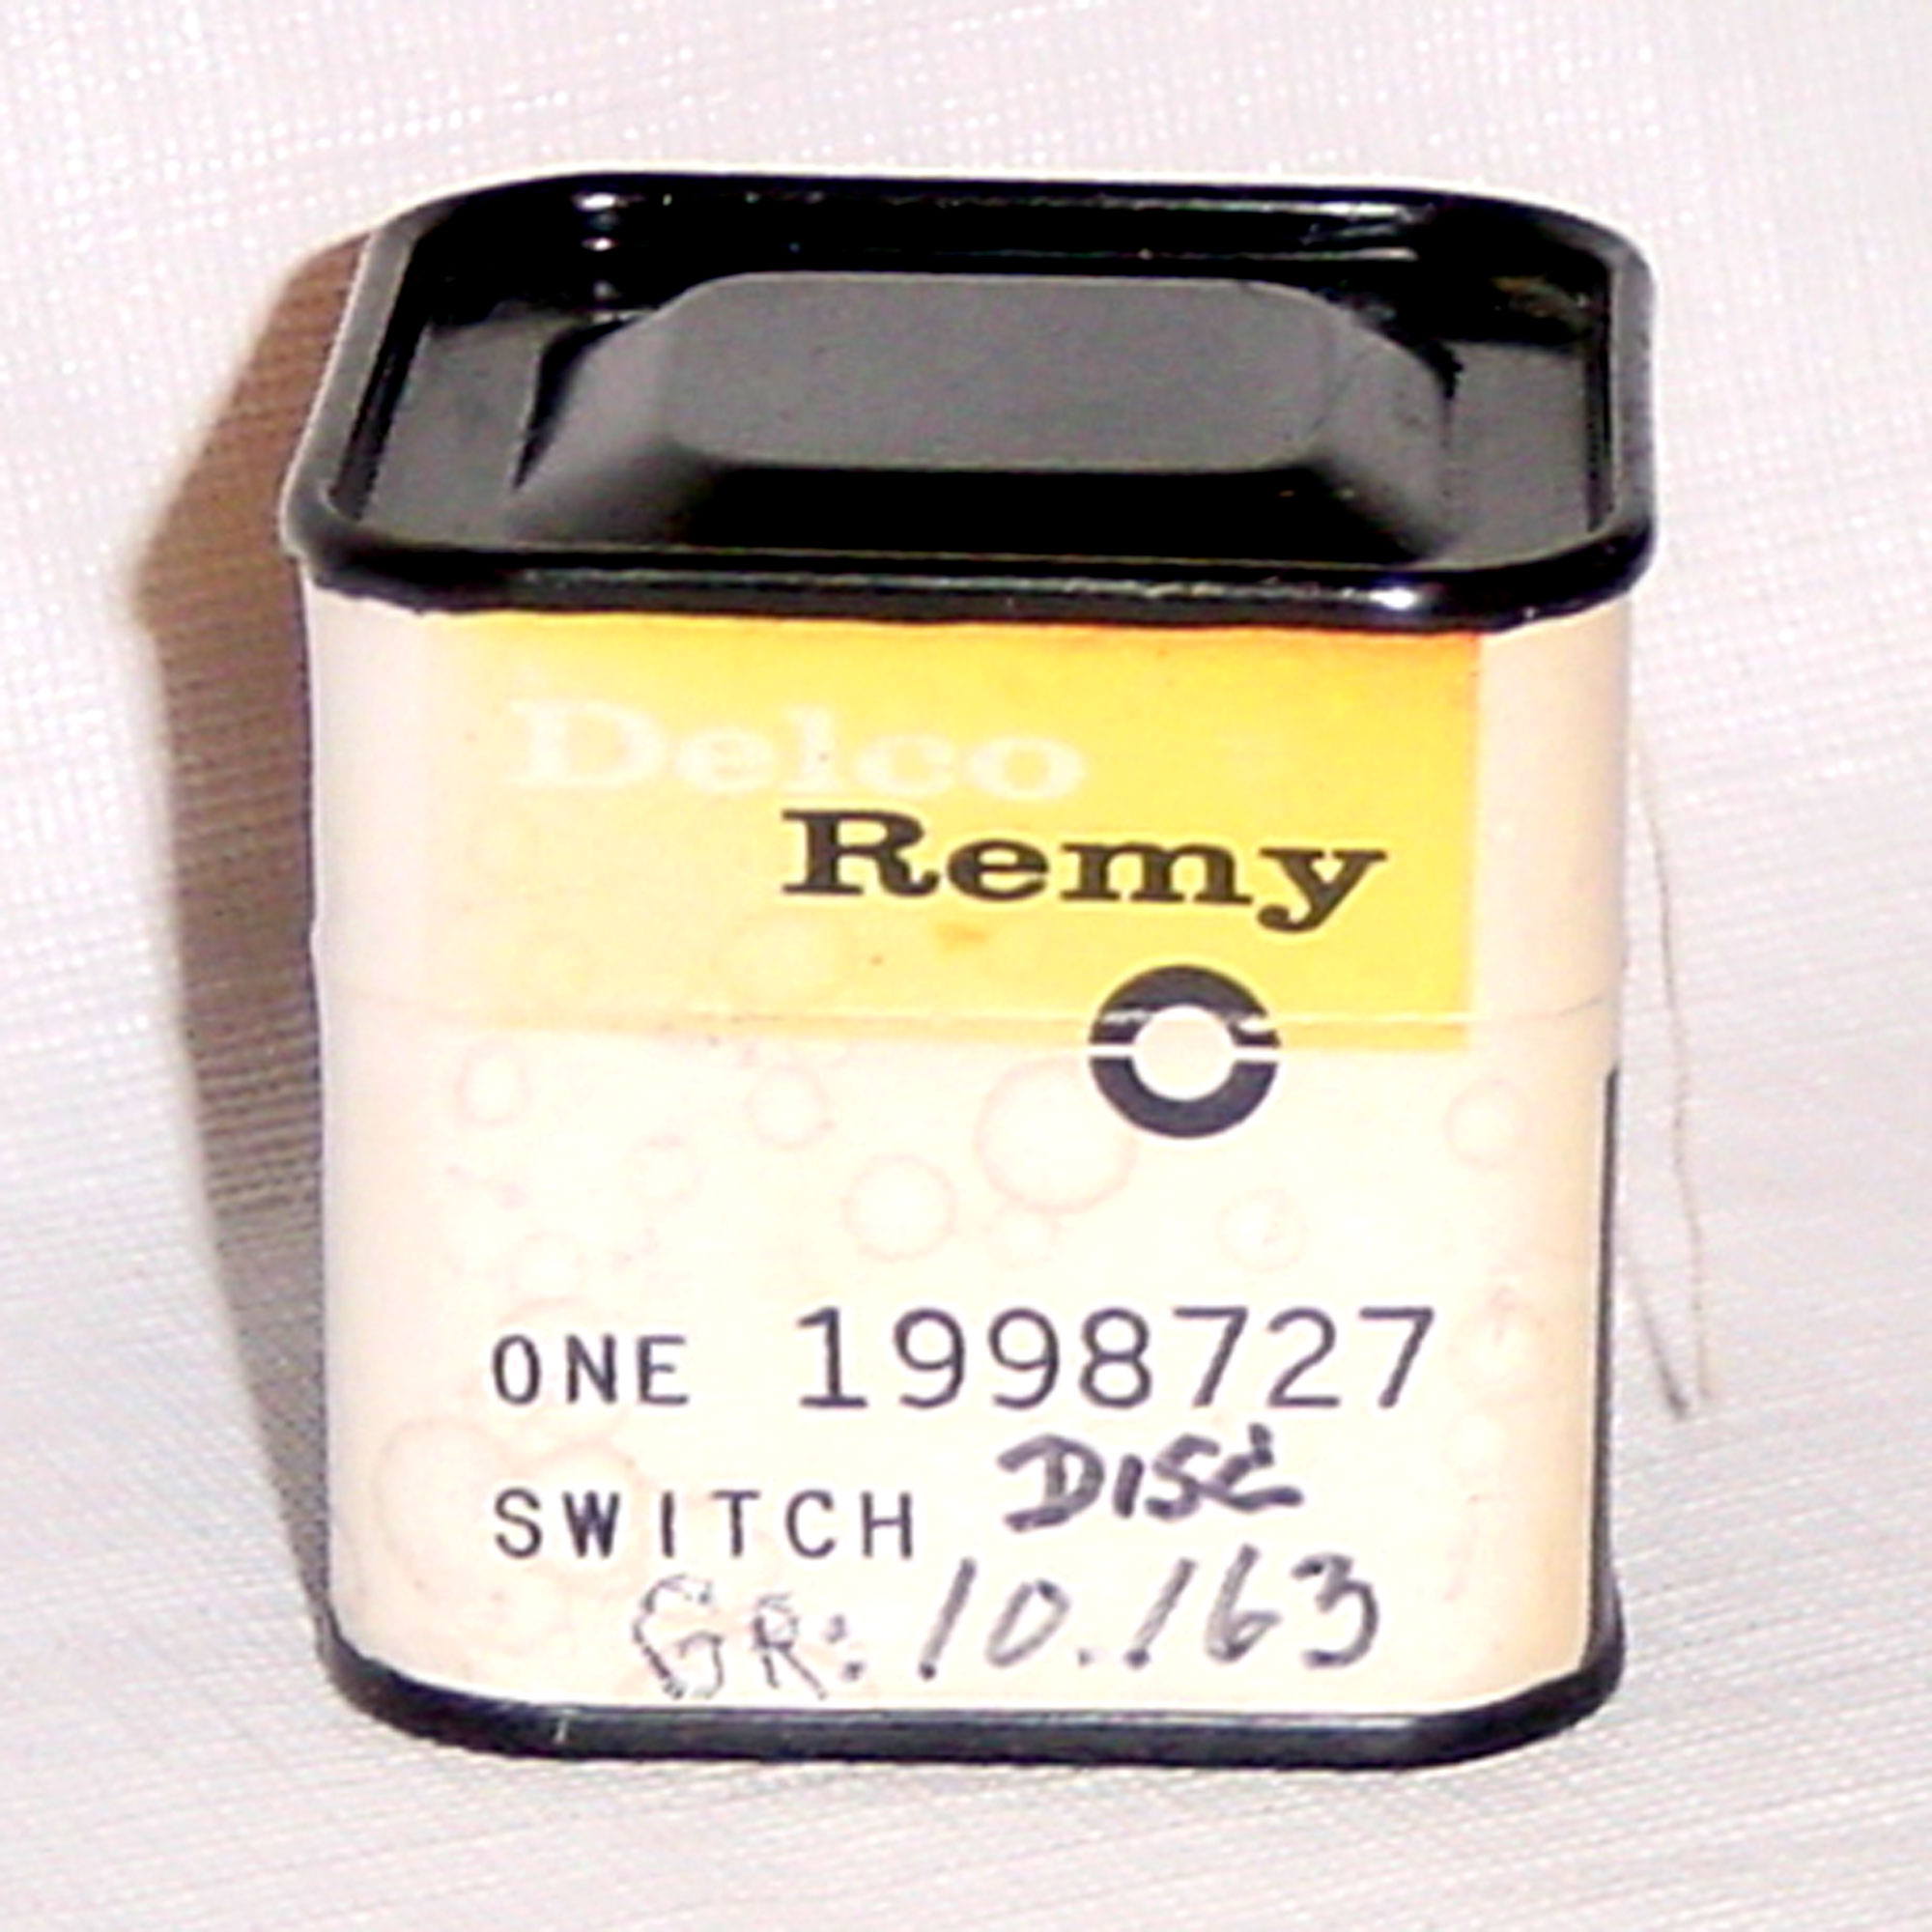 Delco
Remy
ONE 1998727
SWITCH DISC
GR: 10.163